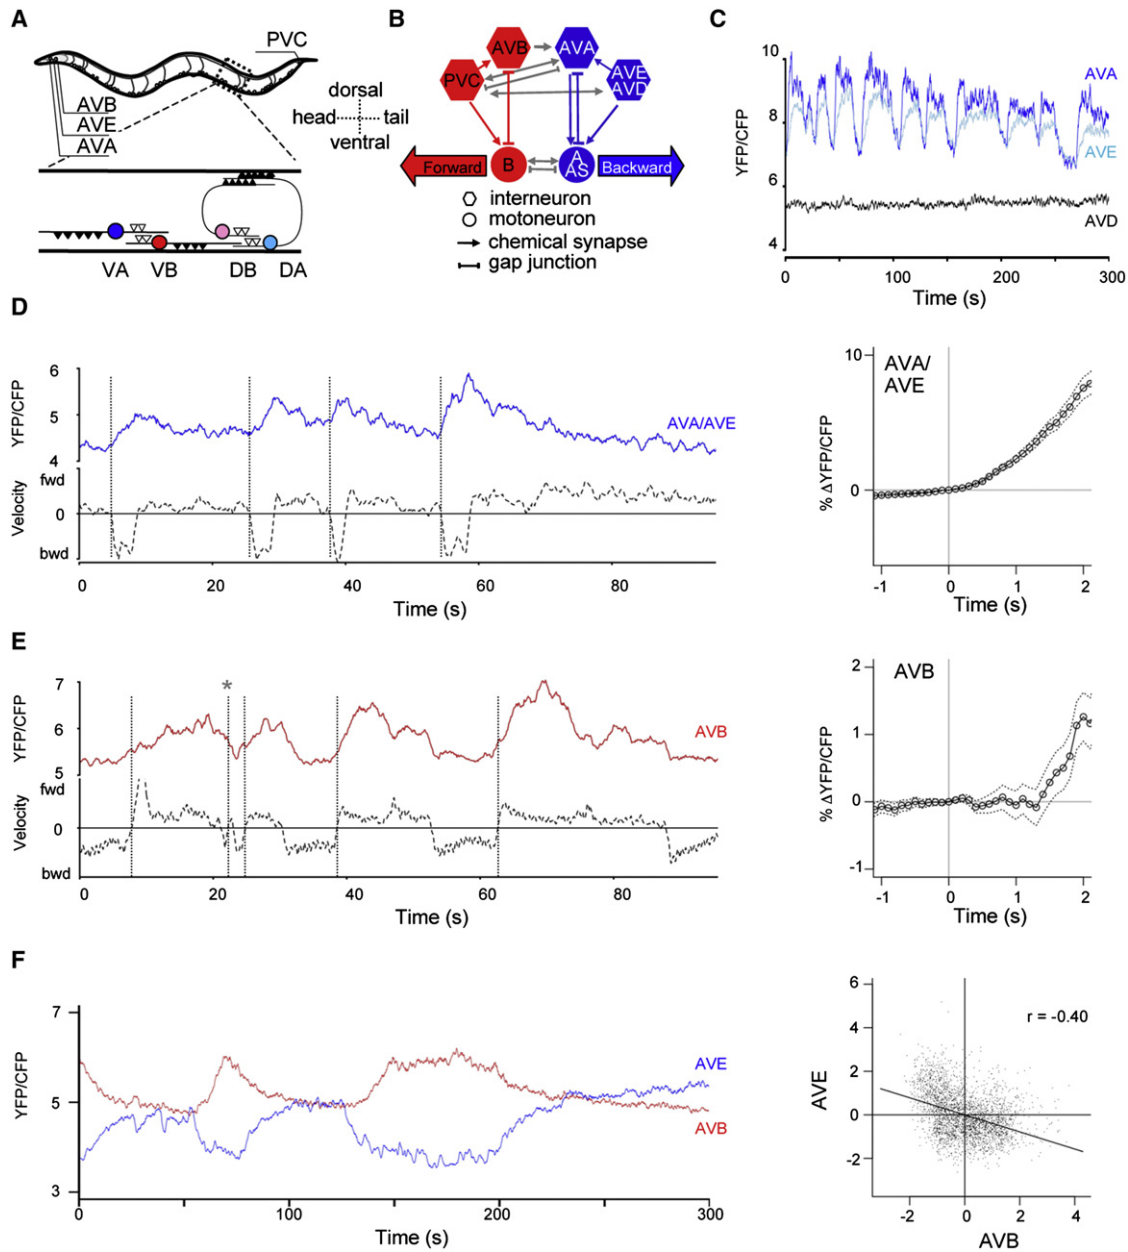 A
PVC
AVB
AVE
AVA
dorsal
head
tail
ventral
VA
VB
DB
DA
B
AVB
AVA
PVC
AVE
AVD
Forward
B
A
AS
Backward
interneuron
motoneuron
chemical synapse
gap junction
C
10
8
6
4
YFP/CFP
AVA
AVE
AVD
0
100
200
300
Time (s)
D
6
5
4
YFP/CFP
AVA/AVE
fwd
0
bwd
Velocity
0
20
40
60
80
Time (s)
10
0
% ΔYFP/CFP
AVA/
AVE
-1
0
1
2
Time (s)
E
7
6
5
YFP/CFP
*
AVB
fwd
0
bwd
Velocity
0
20
40
60
80
Time (s)
2
1
0
-1
% ΔYFP/CFP
AVB
-1
0
1
2
Time (s)
F
7
5
3
YFP/CFP
AVE
AVB
0
100
200
300
Time (s)
6
4
2
0
-2
AVE
r = -0.40
-2
0
2
4
AVB